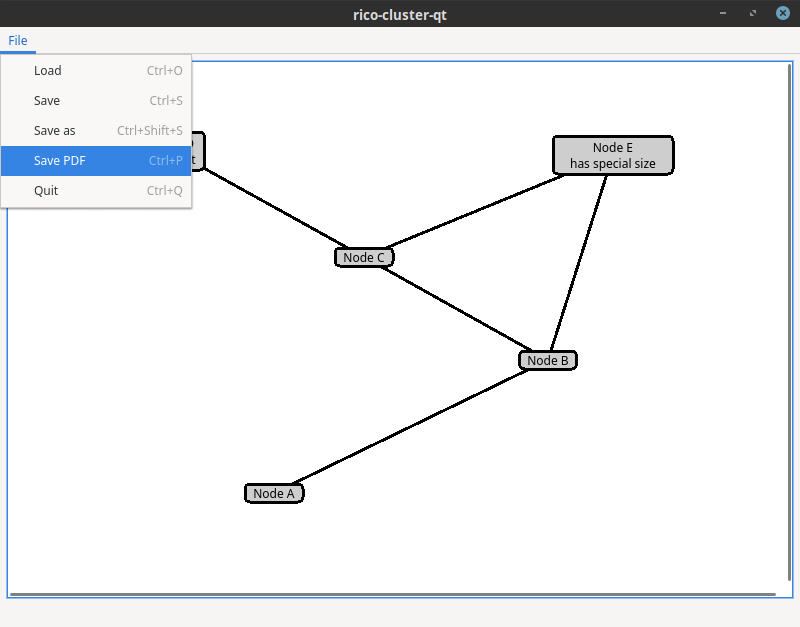 rico-cluster-qt
File
Load Ctrl+O
Save Ctrl+S
Save as Ctrl+Shift+S
Save PDF Ctrl+P
Quit Ctrl+Q
Node E
has special size
Node C
Node B
Node A